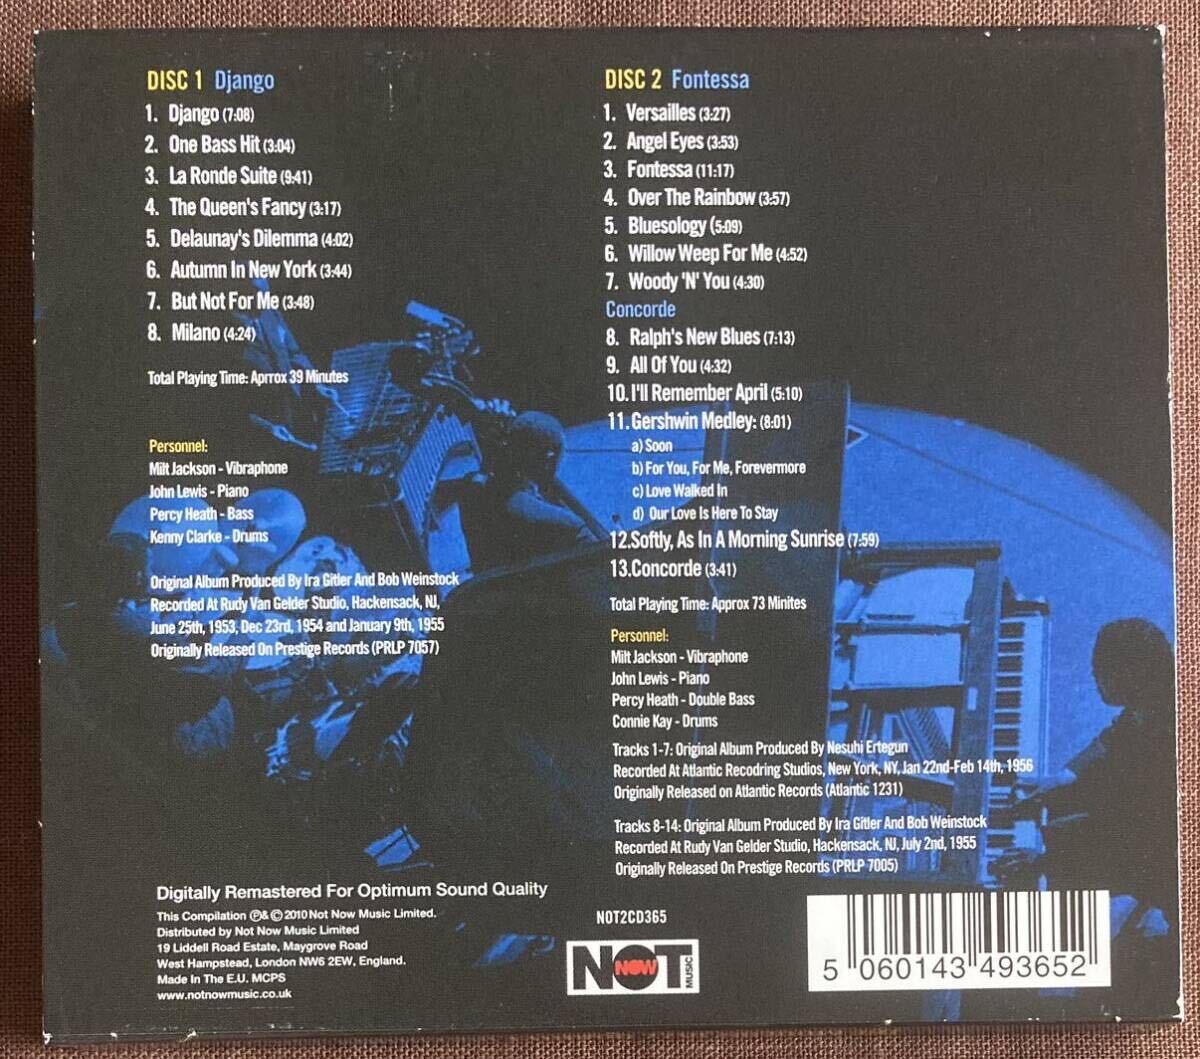 DISC 1 Django
1. Django (7:08)
2. One Bass Hit (3:04)
3. La Ronde Suite (9:41)
4. The Queen's Fancy (3:17)
5. Delaunay's Dilemma (4:02)
6. Autumn In New York (3:44)
7. But Not For Me (3:48)
8. Milano (4:24)
Total Playing Time: Aprrox 39 Minutes
Personnel:
Milt Jackson - Vibraphone
John Lewis - Piano
Percy Heath - Bass
Kenny Clarke - Drums
Original Album Produced By Ira Gitler And Bob Weinstock
Recorded At Rudy Van Gelder Studio, Hackensack, NJ,
June 25th, 1953, Dec 23rd, 1954 and January 9th, 1955
Originally Released On Prestige Records (PRLP 7057)
DISC 2 Fontessa
1. Versailles (3:27)
2. Angel Eyes (3:53)
3. Fontessa (11:17)
4. Over The Rainbow (3:57)
5. Bluesology (5:09)
6. Willow Weep For Me (4:52)
7. Woody 'N' You (4:30)
Concorde
8. Ralph's New Blues (7:13)
9. All Of You (4:32)
10. I'll Remember April (5:10)
11. Gershwin Medley: (8:01)
a) Soon
b) For You, For Me, Forevermore
c) Love Walked In
d) Our Love Is Here To Stay
12. Softly, As In A Morning Sunrise (7:59)
13. Concorde (3:41)
Total Playing Time: Approx 73 Minites
Personnel:
Milt Jackson - Vibraphone
John Lewis - Piano
Percy Heath - Double Bass
Connie Kay - Drums
Tracks 1-7: Original Album Produced By Nesuhi Ertegun
Recorded At Atlantic Recodring Studios, New York, NY, Jan 22nd-Feb 14th, 1956
Originally Released on Atlantic Records (Atlantic 1231)
Tracks 8-14: Original Album Produced By Ira Gitler And Bob Weinstock
Recorded At Rudy Van Gelder Studio, Hackensack, NJ, July 2nd, 1955
Originally Released On Prestige Records (PRLP 7005)
Digitally Remastered For Optimum Sound Quality
This Compilation ℗& © 2010 Not Now Music Limited.
Distributed by Not Now Music Limited
19 Liddell Road Estate, Maygrove Road
West Hampstead, London NW6 2EW, England.
Made In The E.U. MCPS
www.notnowmusic.co.uk
NOT2CD365
NOT NOW MUSIC
5 060143 493652